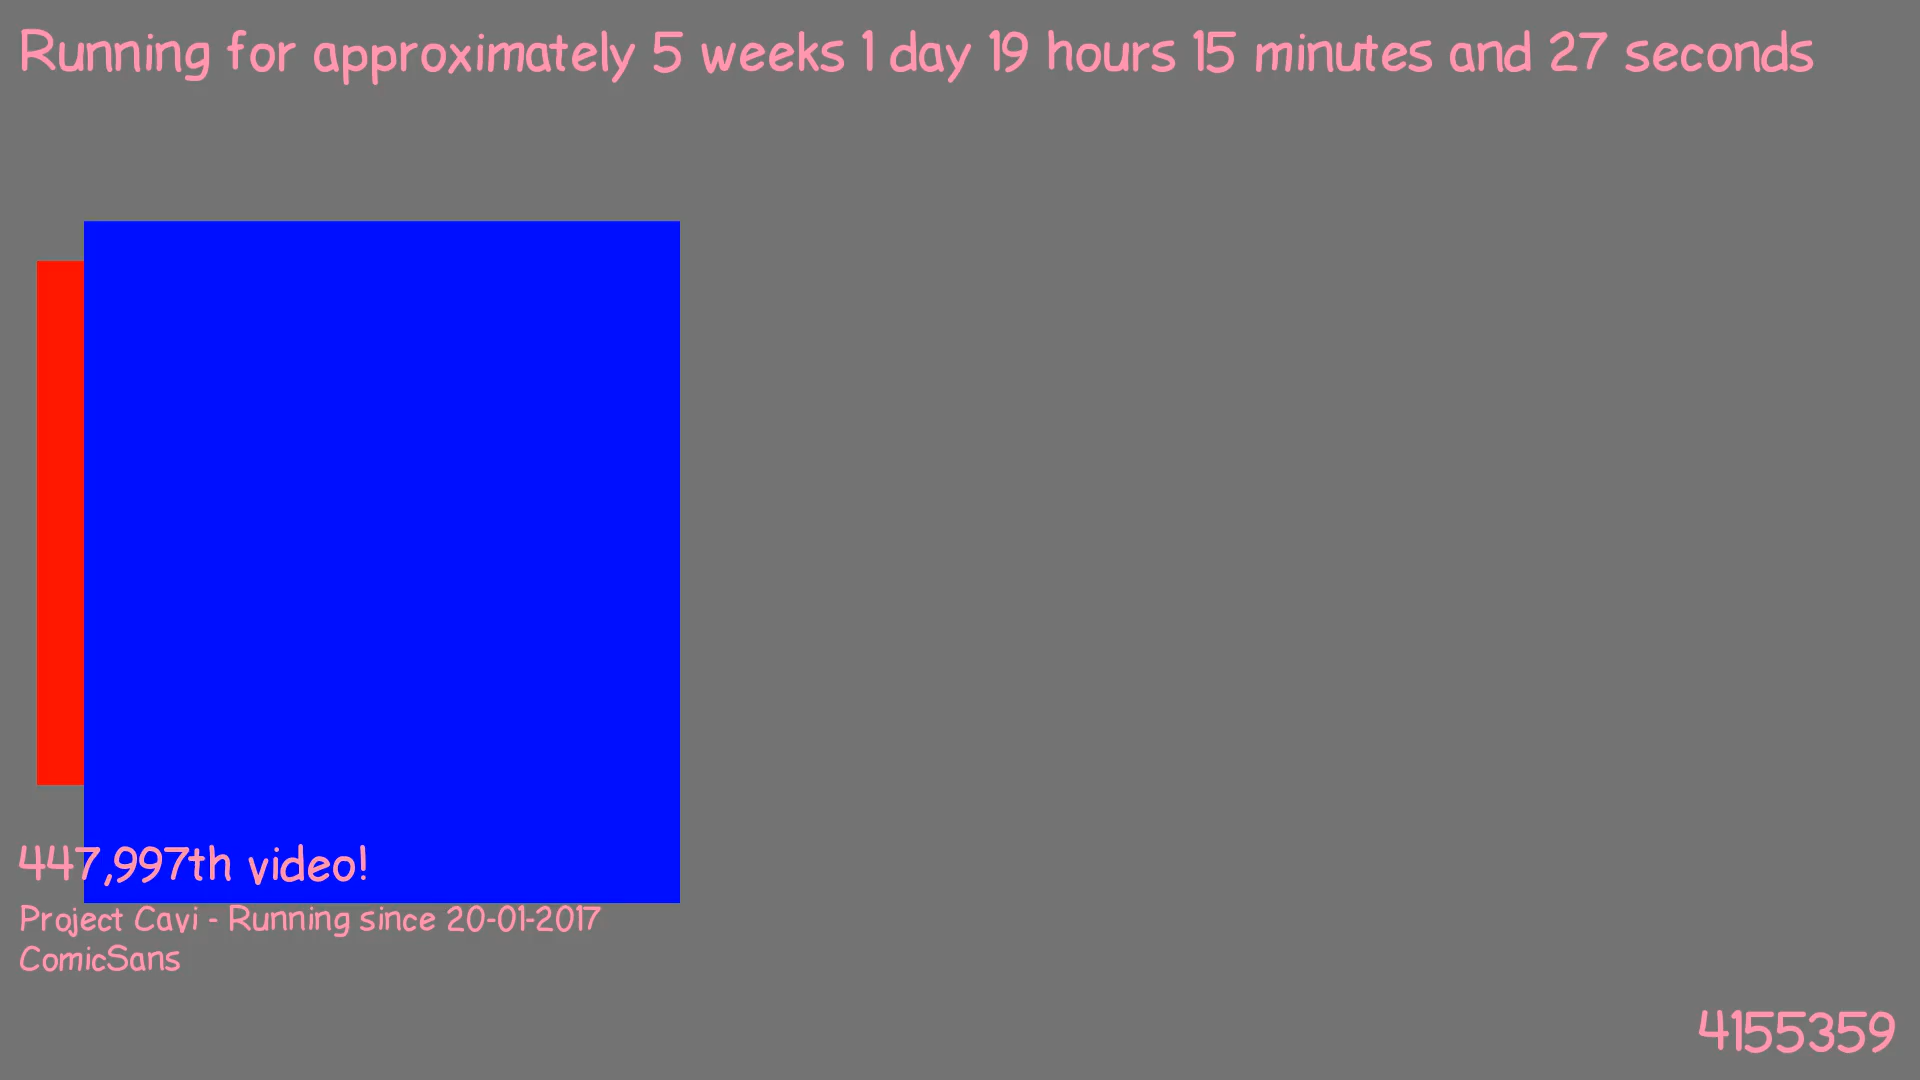 Running for approximately 5 weeks 1 day 19 hours 15 minutes and 27 seconds
447,997th video!
Project Cavi - Running since 20-01-2017
ComicSans
4155359